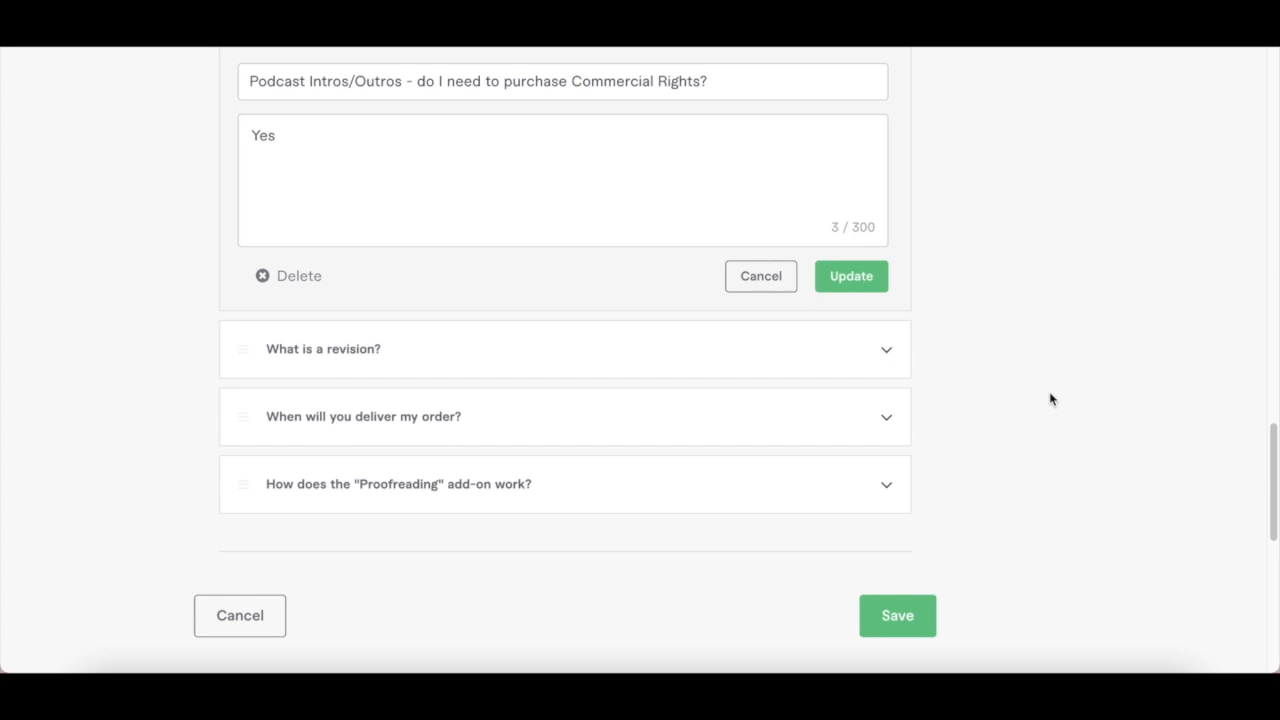 Podcast Intros/Outros - do I need to purchase Commercial Rights?
Yes
3 / 300
Delete
Cancel
Update
What is a revision?
When will you deliver my order?
How does the "Proofreading" add-on work?
Cancel
Save